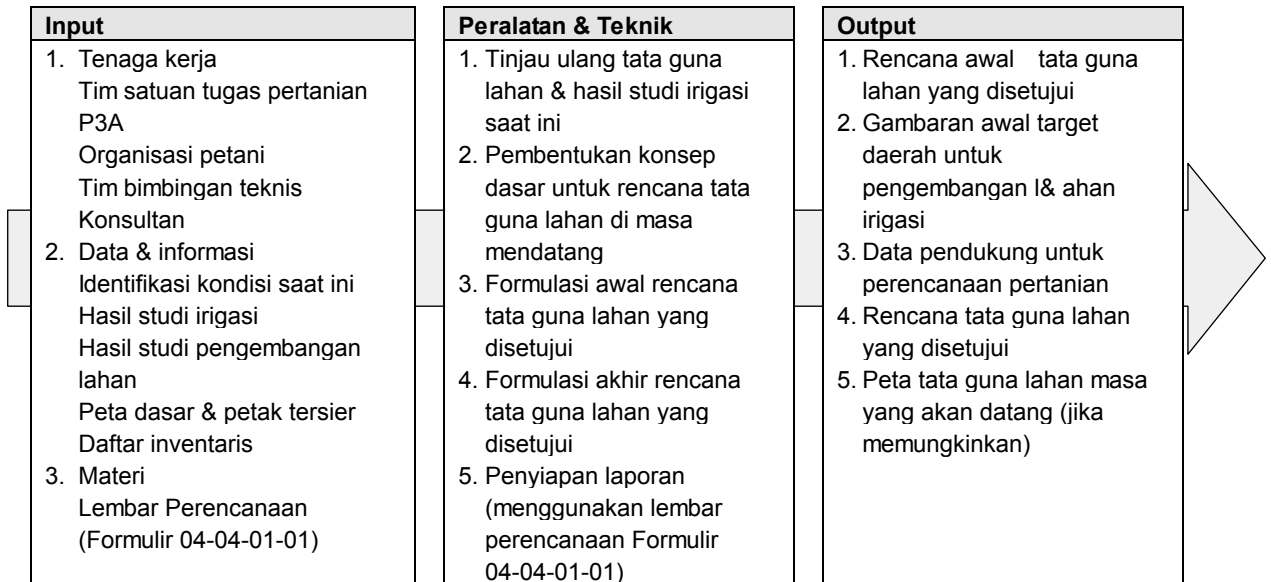 Input
1. Tenaga kerja
Tim satuan tugas pertanian
P3A
Organisasi petani
Tim bimbingan teknis
Konsultan
2. Data & informasi
Identifikasi kondisi saat ini
Hasil studi irigasi
Hasil studi pengembangan
lahan
Peta dasar & petak tersier
Daftar inventaris
3. Materi
Lembar Perencanaan
(Formulir 04-04-01-01)
Peralatan & Teknik
1. Tinjau ulang tata guna
lahan & hasil studi irigasi
saat ini
2. Pembentukan konsep
dasar untuk rencana tata
guna lahan di masa
mendatang
3. Formulasi awal rencana
tata guna lahan yang
disetujui
4. Formulasi akhir rencana
tata guna lahan yang
disetujui
5. Penyiapan laporan
(menggunakan lembar
perencanaan Formulir
04-04-01-01)
Output
1. Rencana awal tata guna
lahan yang disetujui
2. Gambaran awal target
daerah untuk
pengembangan l& ahan
irigasi
3. Data pendukung untuk
perencanaan pertanian
4. Rencana tata guna lahan
yang disetujui
5. Peta tata guna lahan masa
yang akan datang (jika
memungkinkan)